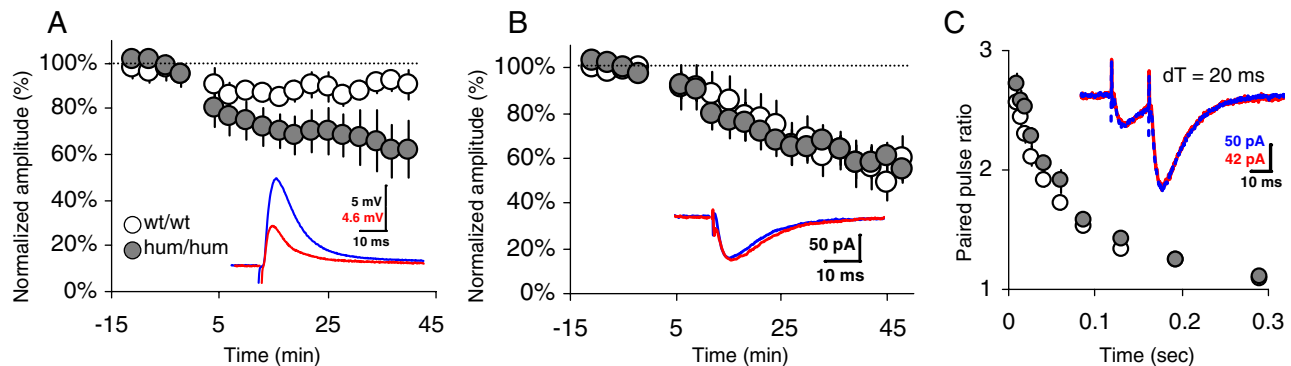 A
Normalized amplitude (%)
100%
80%
60%
40%
20%
0%
-15
5
25
45
Time (min)
wt/wt
hum/hum
5 mV
4.6 mV
10 ms
B
Normalized amplitude (%)
100%
80%
60%
40%
20%
0%
-15
5
25
45
Time (min)
50 pA
10 ms
C
Paired pulse ratio
3
2
1
0
0.1
0.2
0.3
Time (sec)
dT = 20 ms
50 pA
42 pA
10 ms